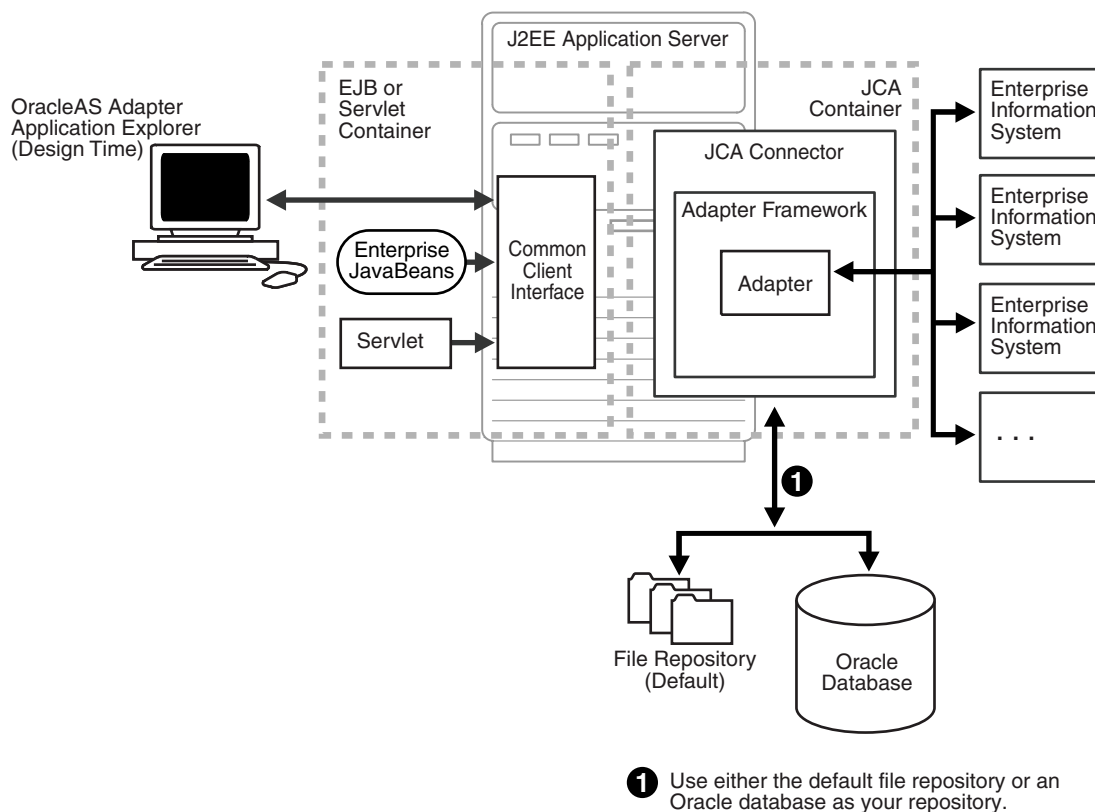 J2EE Application Server
EJB or
Servlet
Container
JCA
Container
OracleAS Adapter
Application Explorer
(Design Time)
JCA Connector
Adapter Framework
Adapter
Enterprise
JavaBeans
Servlet
Common
Client
Interface
Enterprise
Information
System
Enterprise
Information
System
Enterprise
Information
System
. . .
1
File Repository
(Default)
Oracle
Database
1 Use either the default file repository or an
Oracle database as your repository.